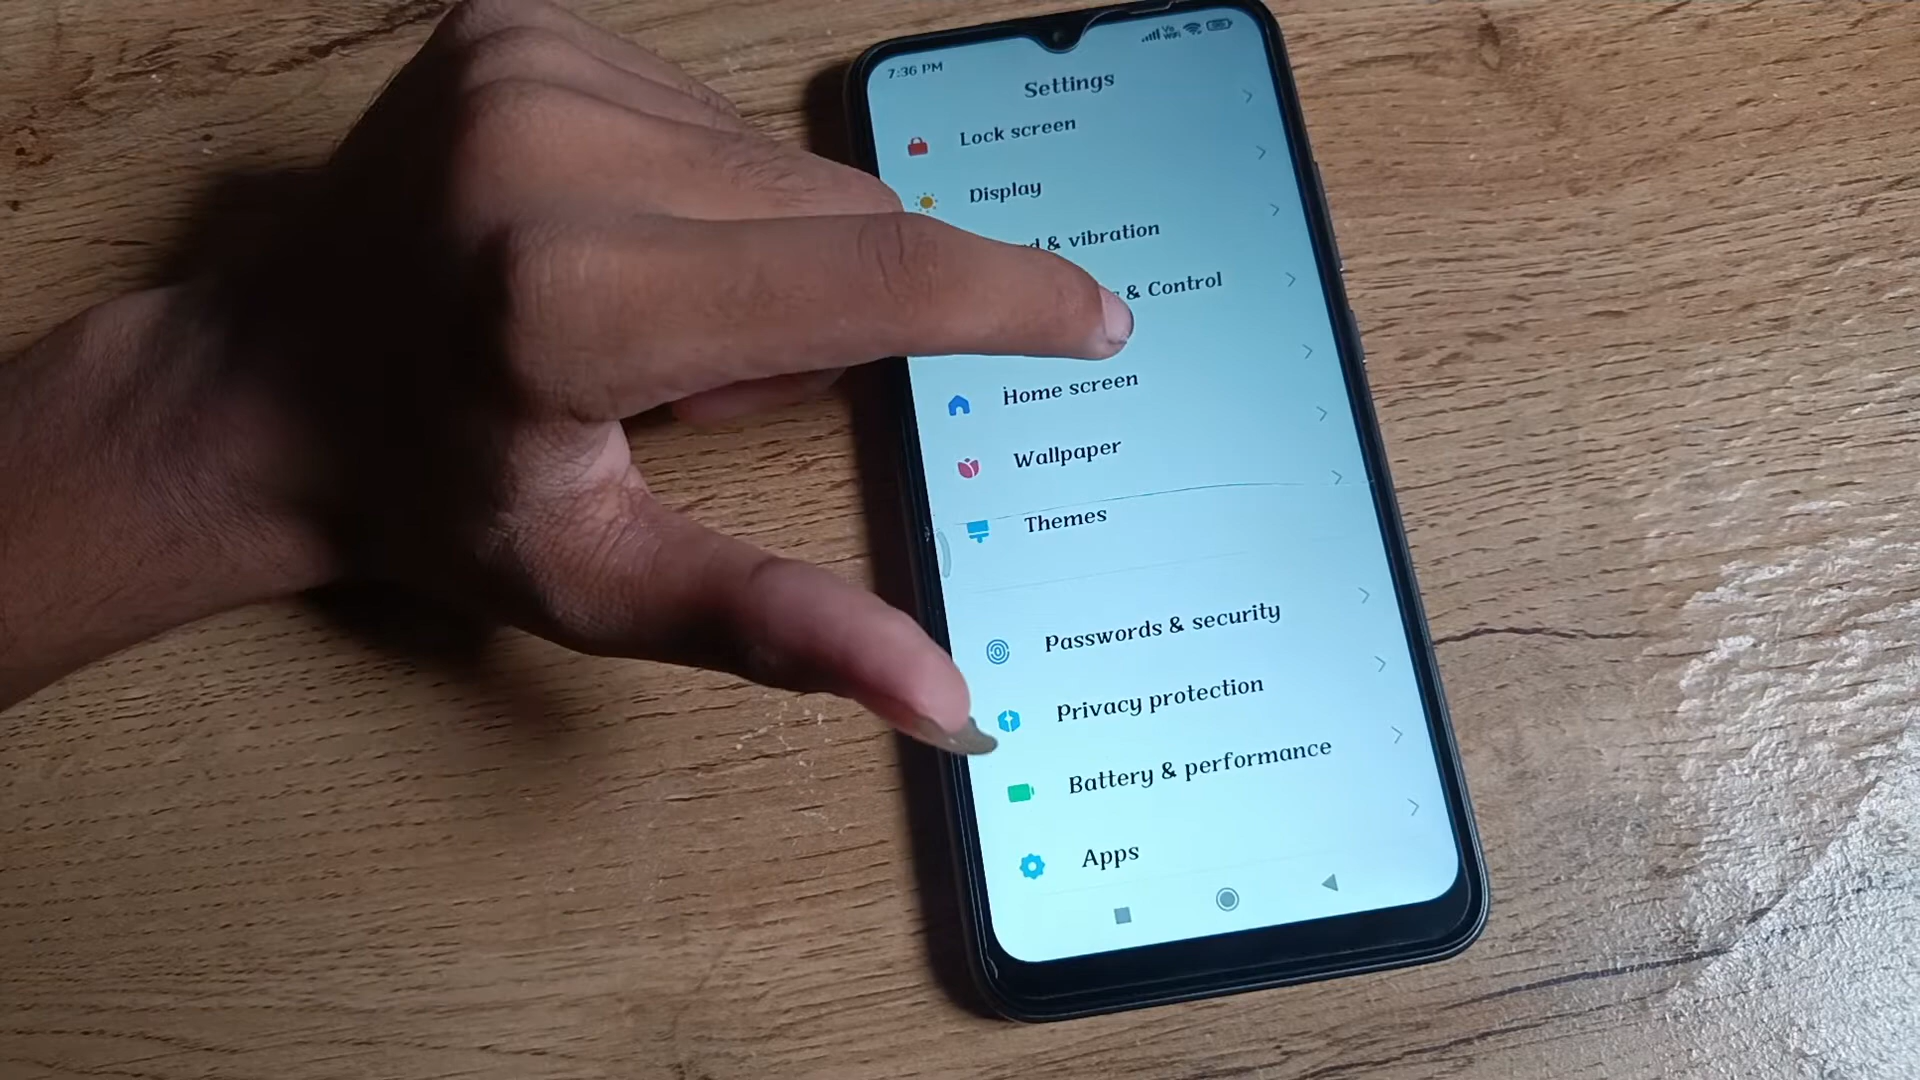 7:36 PM
Settings
Lock screen
Display
& vibration
& Control
Home screen
Wallpaper
Themes
Passwords & security
Privacy protection
Battery & performance
Apps